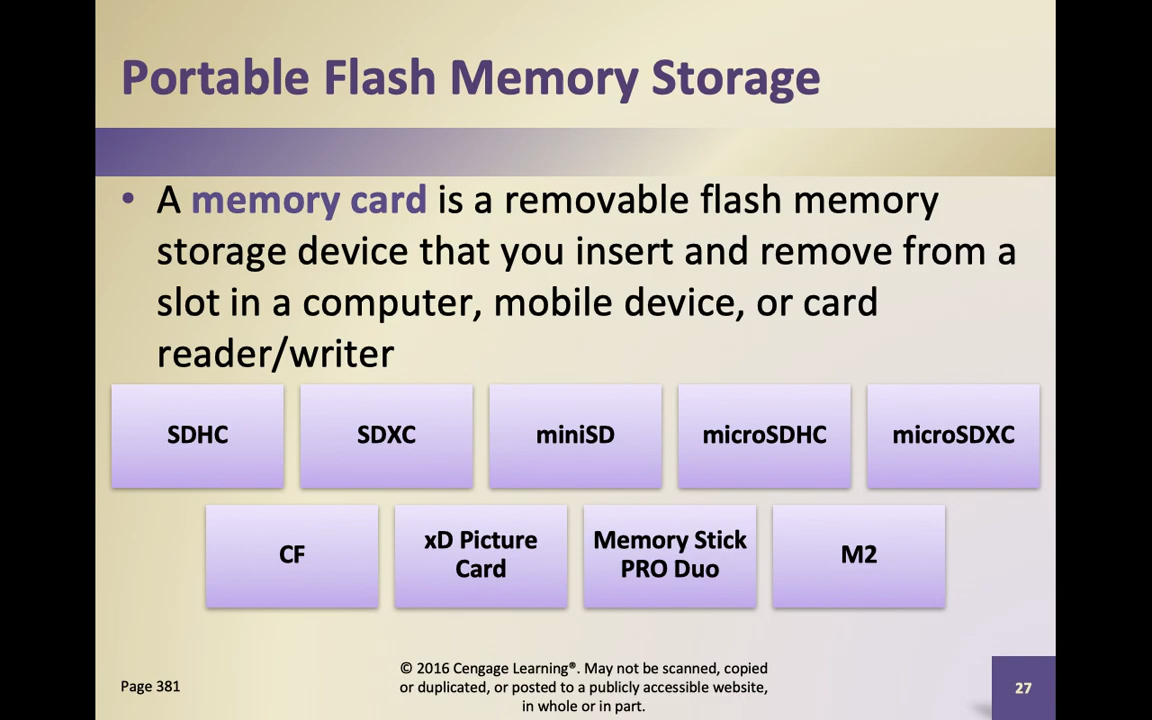 Portable Flash Memory Storage
• A memory card is a removable flash memory
storage device that you insert and remove from a
slot in a computer, mobile device, or card
reader/writer
SDHC
SDXC
miniSD
microSDHC
microSDXC
CF
xD Picture
Card
Memory Stick
PRO Duo
M2
Page 381
© 2016 Cengage Learning®. May not be scanned, copied
or duplicated, or posted to a publicly accessible website,
in whole or in part.
27